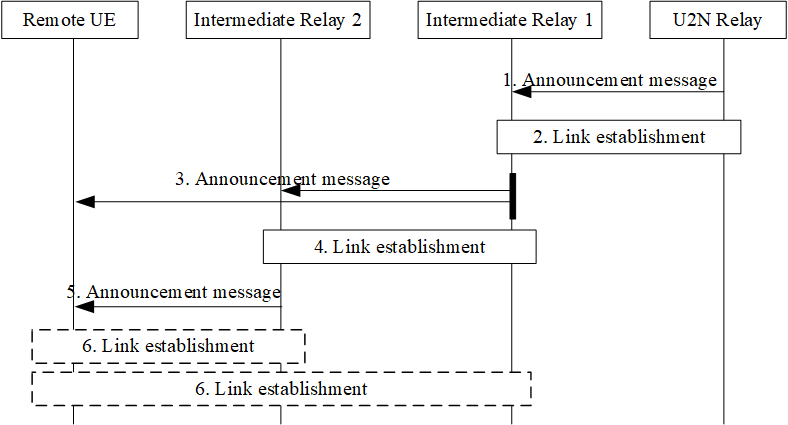 Remote UE
Intermediate Relay 2
Intermediate Relay 1
U2N Relay
1. Announcement message
2. Link establishment
3. Announcement message
4. Link establishment
5. Announcement message
6. Link establishment
6. Link establishment